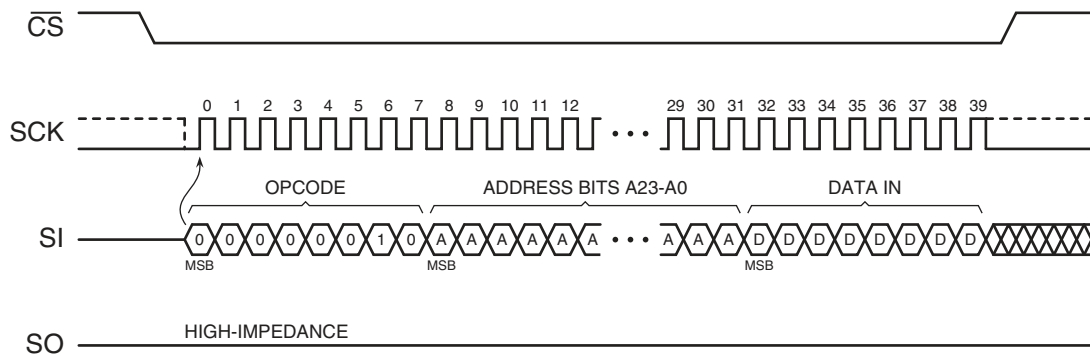 CS
0 1 2 3 4 5 6 7 8 9 10 11 12 29 30 31 32 33 34 35 36 37 38 39
SCK
OPCODE ADDRESS BITS A23-A0 DATA IN
SI 0 0 0 0 0 0 1 0 A A A A A A A A A D D D D D D D D
MSB MSB MSB
HIGH-IMPEDANCE
SO